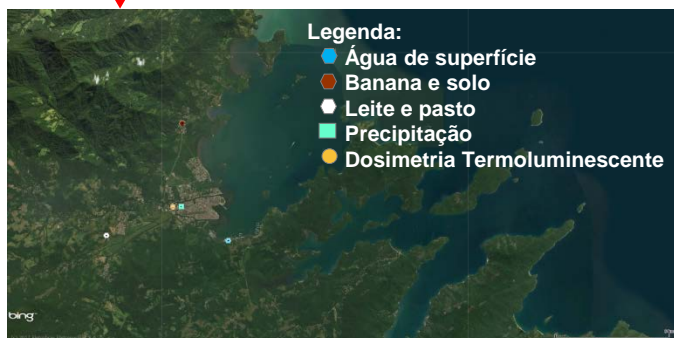 Legenda:
Água de superfície
Banana e solo
Leite e pasto
Precipitação
Dosimetria Termoluminescente
bing